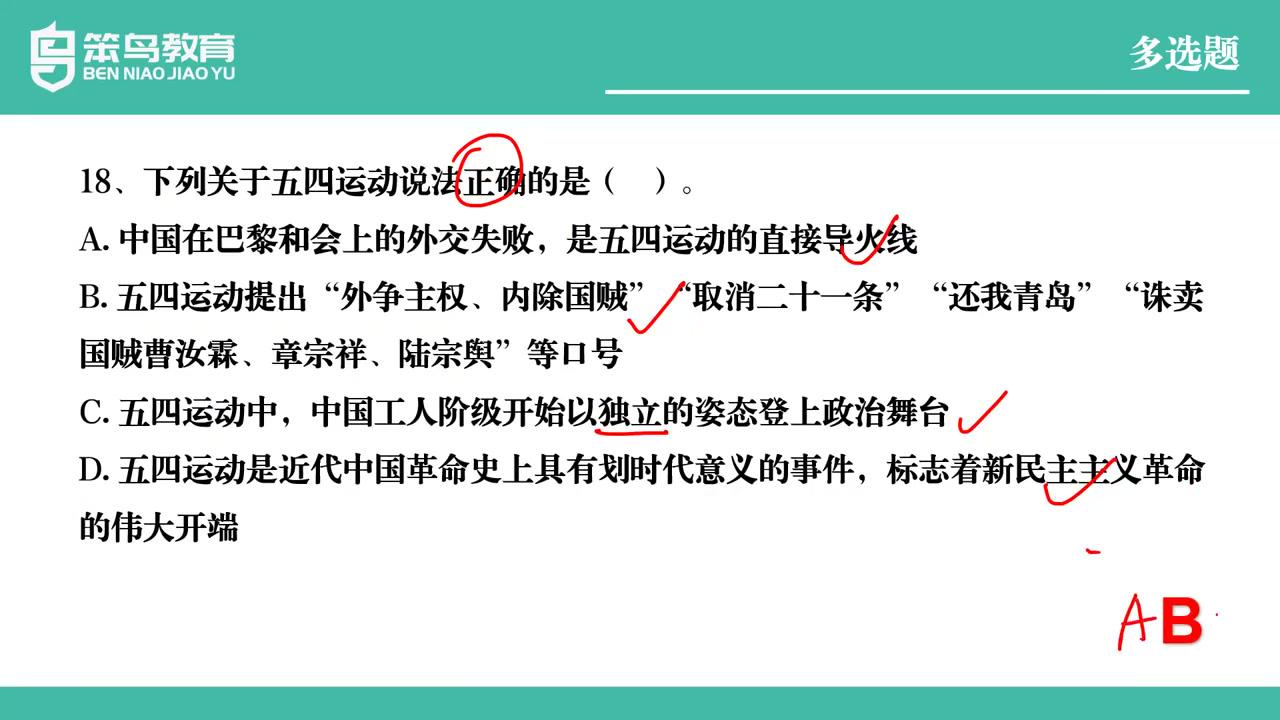 笨鸟教育
BEN NIAO JIAO YU
多选题
18、下列关于五四运动说法正确的是（ ）。
A. 中国在巴黎和会上的外交失败，是五四运动的直接导火线
B. 五四运动提出“外争主权、内除国贼”“取消二十一条”“还我青岛”“诛卖
国贼曹汝霖、章宗祥、陆宗舆”等口号
C. 五四运动中，中国工人阶级开始以独立的姿态登上政治舞台
D. 五四运动是近代中国革命史上具有划时代意义的事件，标志着新民主主义革命
的伟大开端
AB